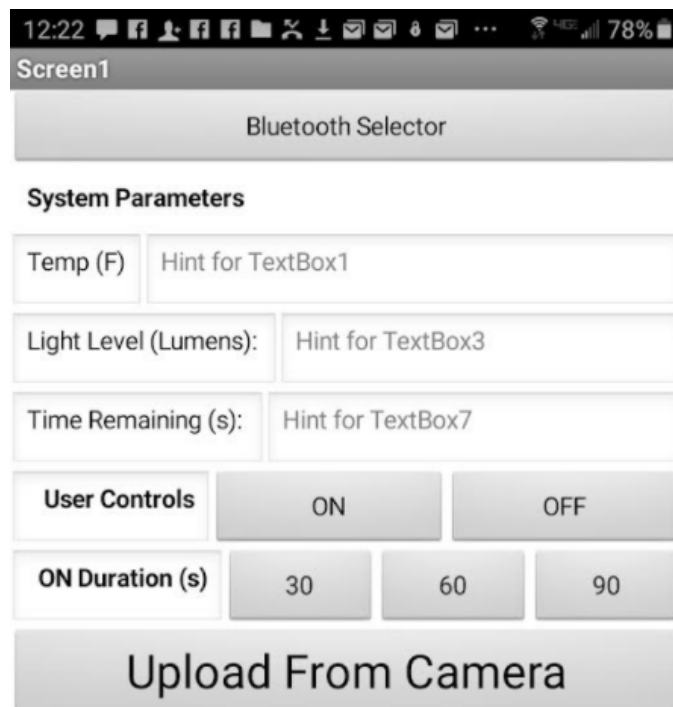 12:22 ... 4GE 78%
Screen1
Bluetooth Selector
System Parameters
Temp (F) Hint for TextBox1
Light Level (Lumens): Hint for TextBox3
Time Remaining (s): Hint for TextBox7
User Controls ON OFF
ON Duration (s) 30 60 90
Upload From Camera